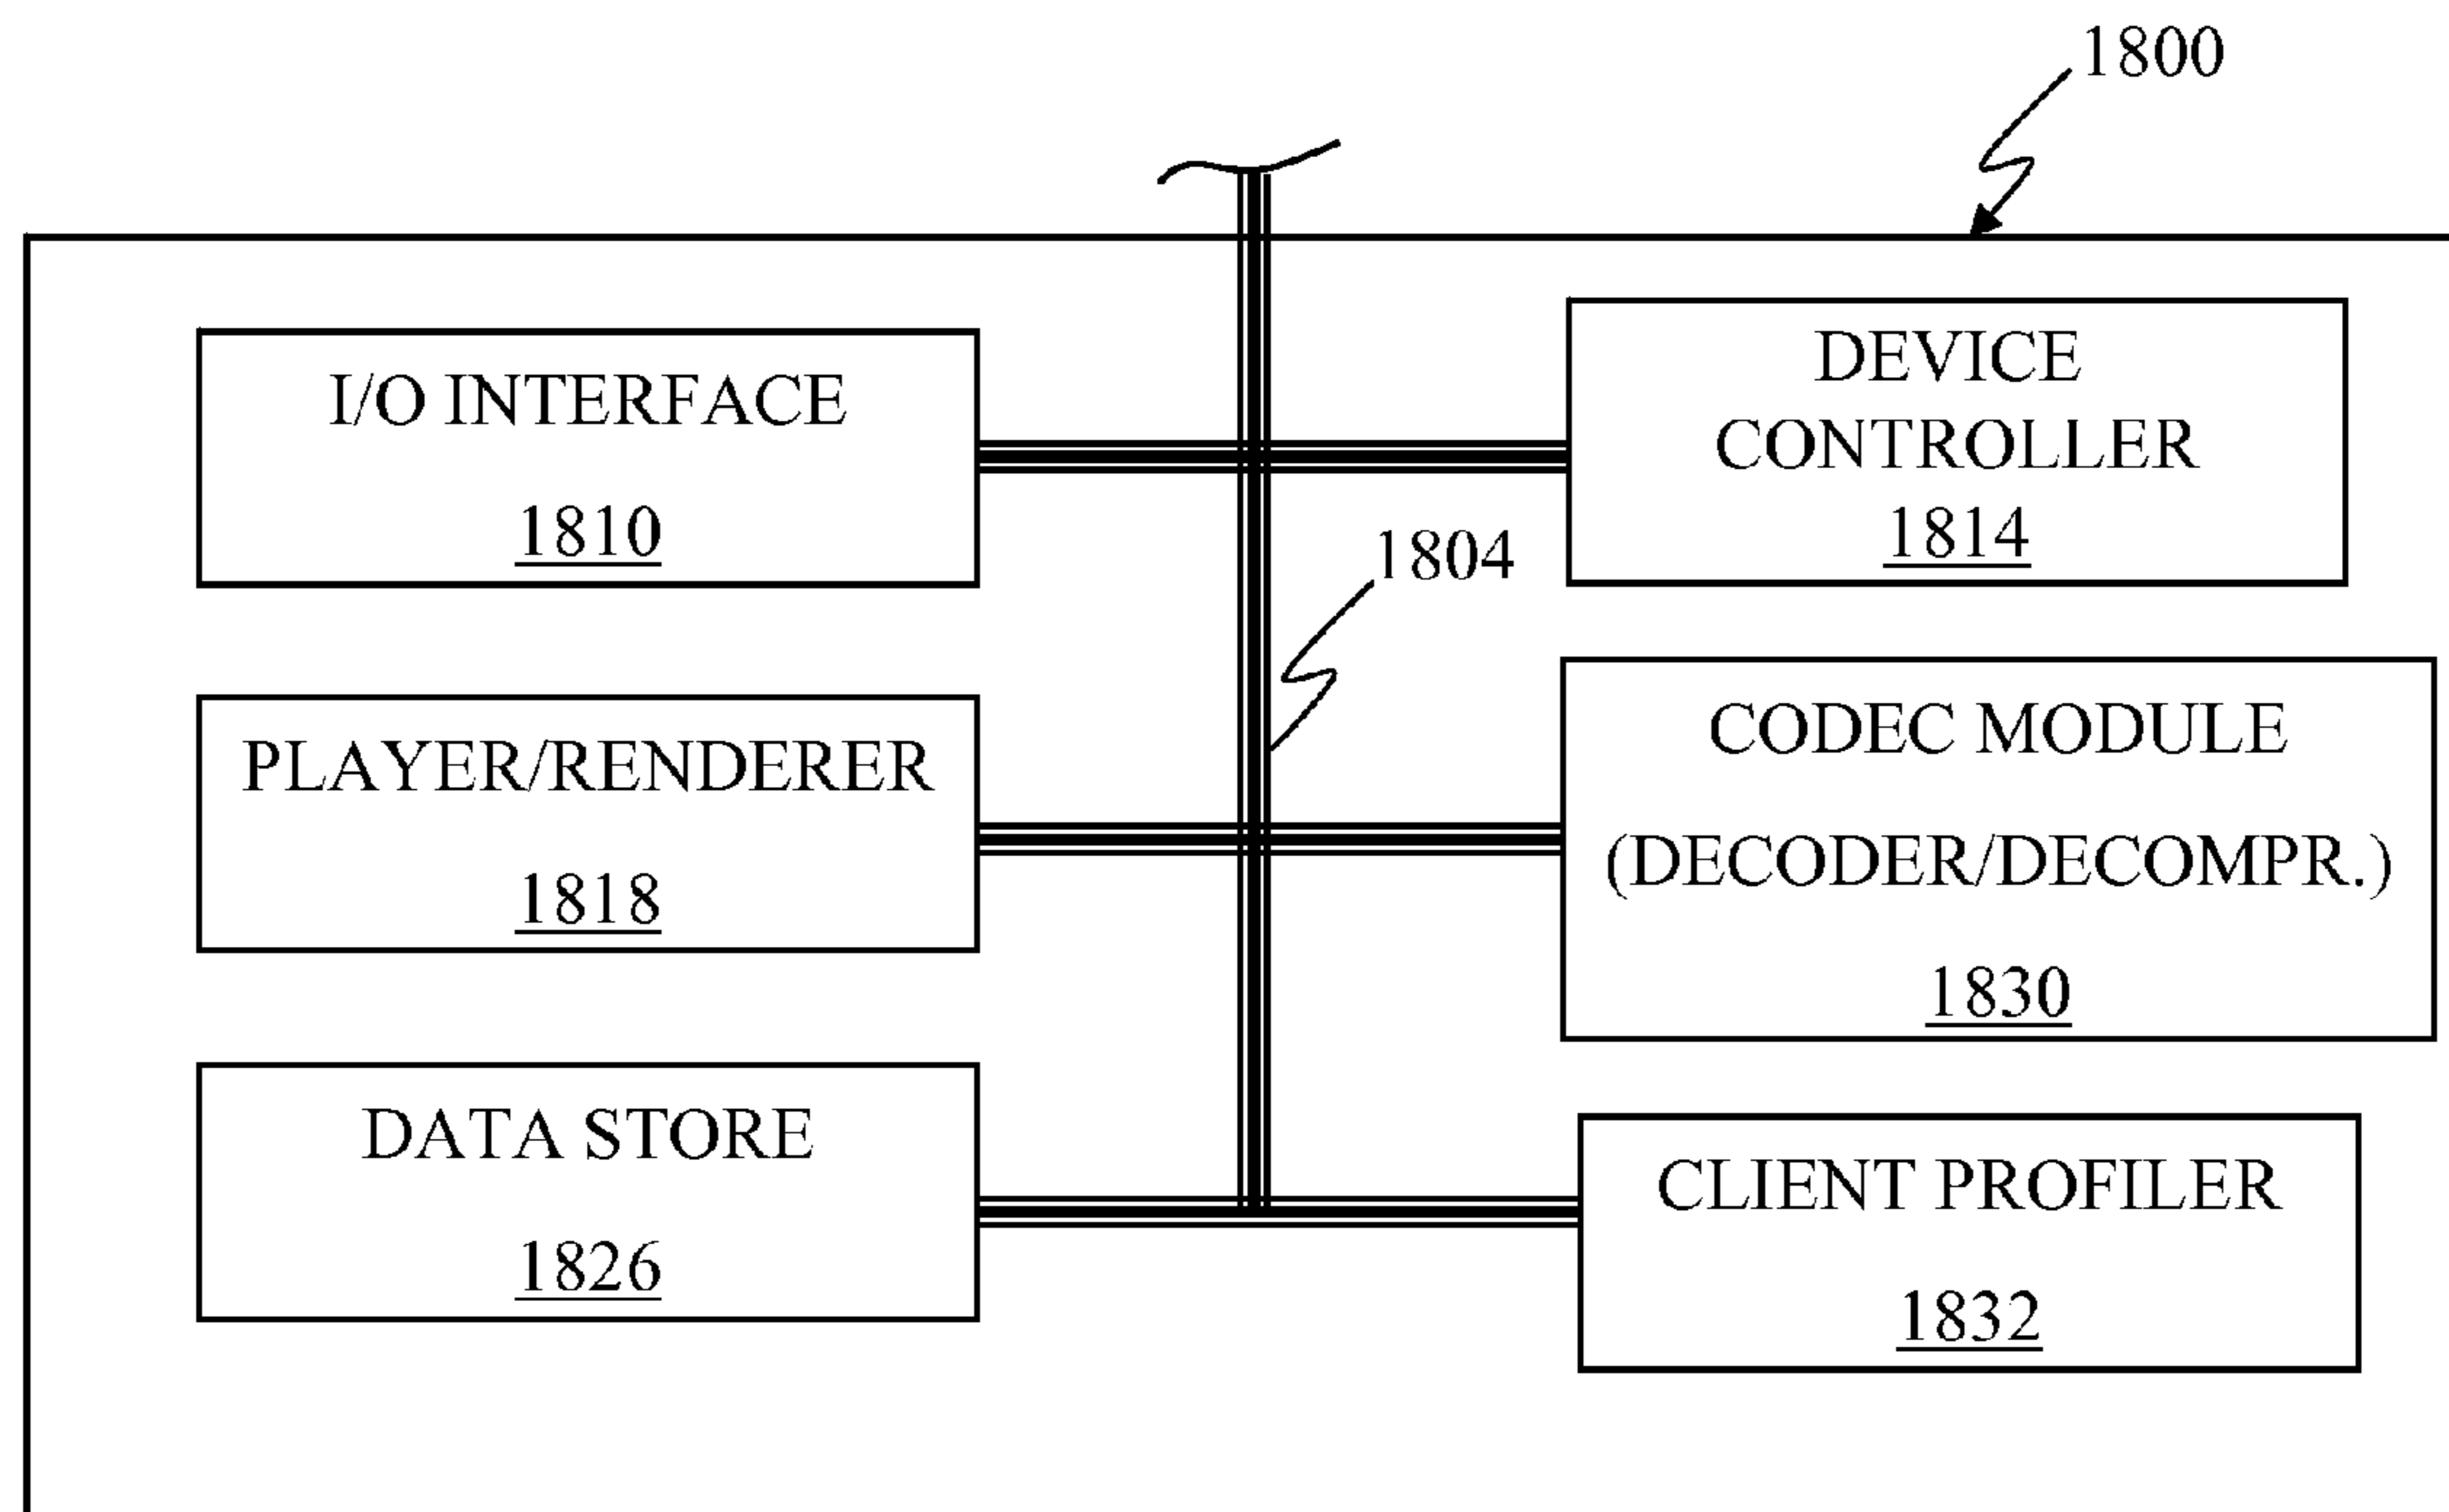 1800
I/O INTERFACE
1810
DEVICE
CONTROLLER
1814
1804
PLAYER/RENDERER
1818
CODEC MODULE
(DECODER/DECOMPR.)
1830
DATA STORE
1826
CLIENT PROFILER
1832